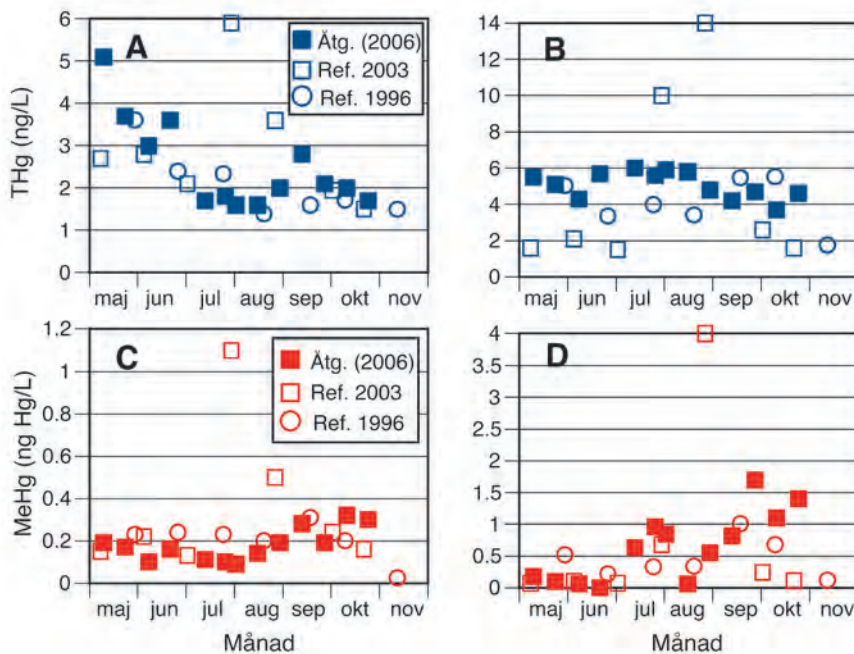 6
5
4
3
2
1
0
THg (ng/L)
A
Åtg. (2006)
Ref. 2003
Ref. 1996
maj jun jul aug sep okt nov
14
12
10
8
6
4
2
0
B
maj jun jul aug sep okt nov
1.2
1
0.8
0.6
0.4
0.2
0
MeHg (ng Hg/L)
C
Åtg. (2006)
Ref. 2003
Ref. 1996
maj jun jul aug sep okt nov
Månad
4
3.5
3
2.5
2
1.5
1
0.5
0
D
maj jun jul aug sep okt nov
Månad